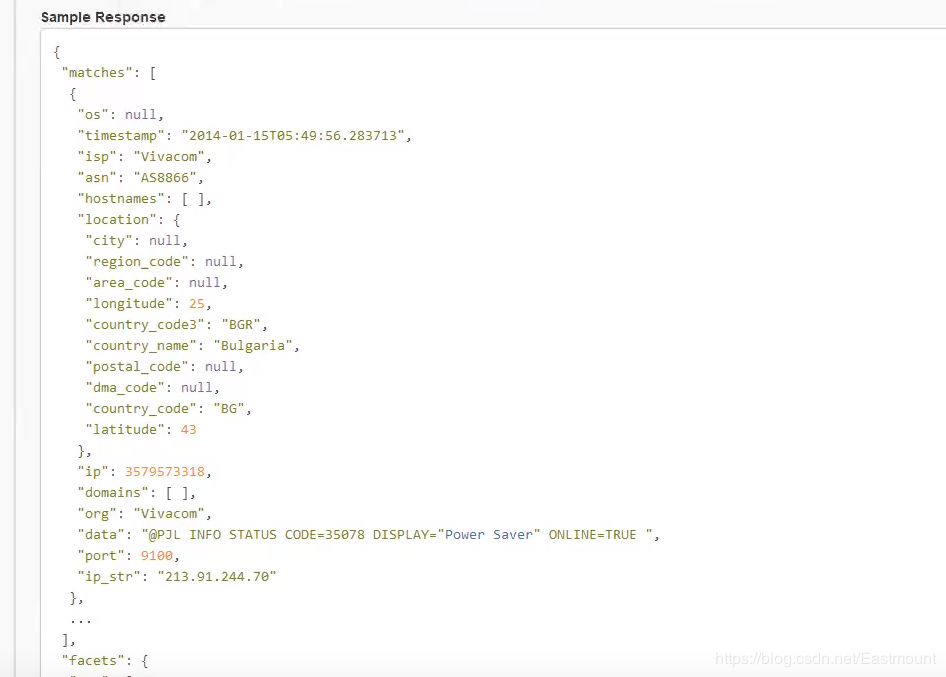 Sample Response
{
"matches": [
{
"os": null,
"timestamp": "2014-01-15T05:49:56.283713",
"isp": "Vivacom",
"asn": "AS8866",
"hostnames": [ ],
"location": {
"city": null,
"region_code": null,
"area_code": null,
"longitude": 25,
"country_code3": "BGR",
"country_name": "Bulgaria",
"postal_code": null,
"dma_code": null,
"country_code": "BG",
"latitude": 43
},
"ip": 3579573318,
"domains": [ ],
"org": "Vivacom",
"data": "@PJL INFO STATUS CODE=35078 DISPLAY="Power Saver" ONLINE=TRUE ",
"port": 9100,
"ip_str": "213.91.244.70"
},
...
],
"facets": {
https://blog.csdn.net/Eastmount